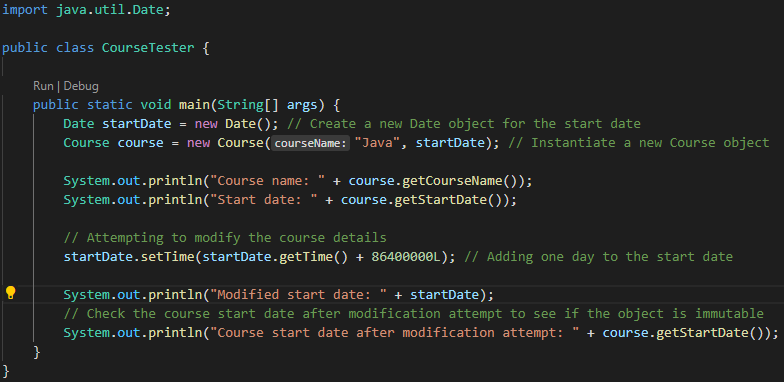 import java.util.Date;
public class CourseTester {
Run | Debug
public static void main(String[] args) {
Date startDate = new Date(); // Create a new Date object for the start date
Course course = new Course(courseName: "Java", startDate); // Instantiate a new Course object
System.out.println("Course name: " + course.getCourseName());
System.out.println("Start date: " + course.getStartDate());
// Attempting to modify the course details
startDate.setTime(startDate.getTime() + 86400000L); // Adding one day to the start date
System.out.println("Modified start date: " + startDate);
// Check the course start date after modification attempt to see if the object is immutable
System.out.println("Course start date after modification attempt: " + course.getStartDate());
}
}